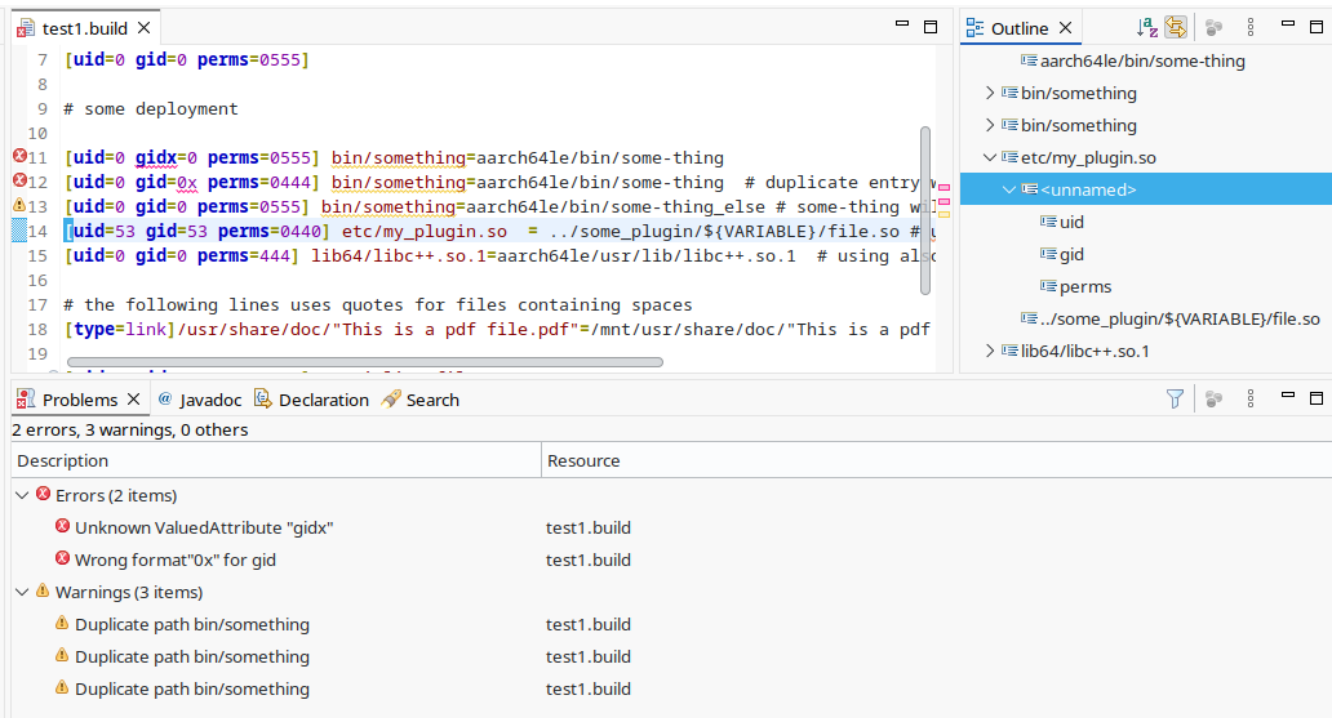 test1.build
7 [uid=0 gid=0 perms=0555]
8
9 # some deployment
10
11 [uid=0 gidx=0 perms=0555] bin/something=aarch64le/bin/some-thing
12 [uid=0 gid=0x perms=0444] bin/something=aarch64le/bin/some-thing  # duplicate entry
13 [uid=0 gid=0 perms=0555] bin/something=aarch64le/bin/some-thing_else # some-thing
14 [uid=53 gid=53 perms=0440] etc/my_plugin.so  = ../some_plugin/${VARIABLE}/file.so #
15 [uid=0 gid=0 perms=444] lib64/libc++.so.1=aarch64le/usr/lib/libc++.so.1  # using
16
17 # the following lines uses quotes for files containing spaces
18 [type=link]/usr/share/doc/"This is a pdf file.pdf"=/mnt/usr/share/doc/"This is a pdf
19
Outline
aarch64le/bin/some-thing
bin/something
bin/something
etc/my_plugin.so
<unnamed>
uid
gid
perms
../some_plugin/${VARIABLE}/file.so
lib64/libc++.so.1
Problems @ Javadoc Declaration Search
2 errors, 3 warnings, 0 others
Description Resource
Errors (2 items)
Unknown ValuedAttribute "gidx" test1.build
Wrong format"0x" for gid test1.build
Warnings (3 items)
Duplicate path bin/something test1.build
Duplicate path bin/something test1.build
Duplicate path bin/something test1.build